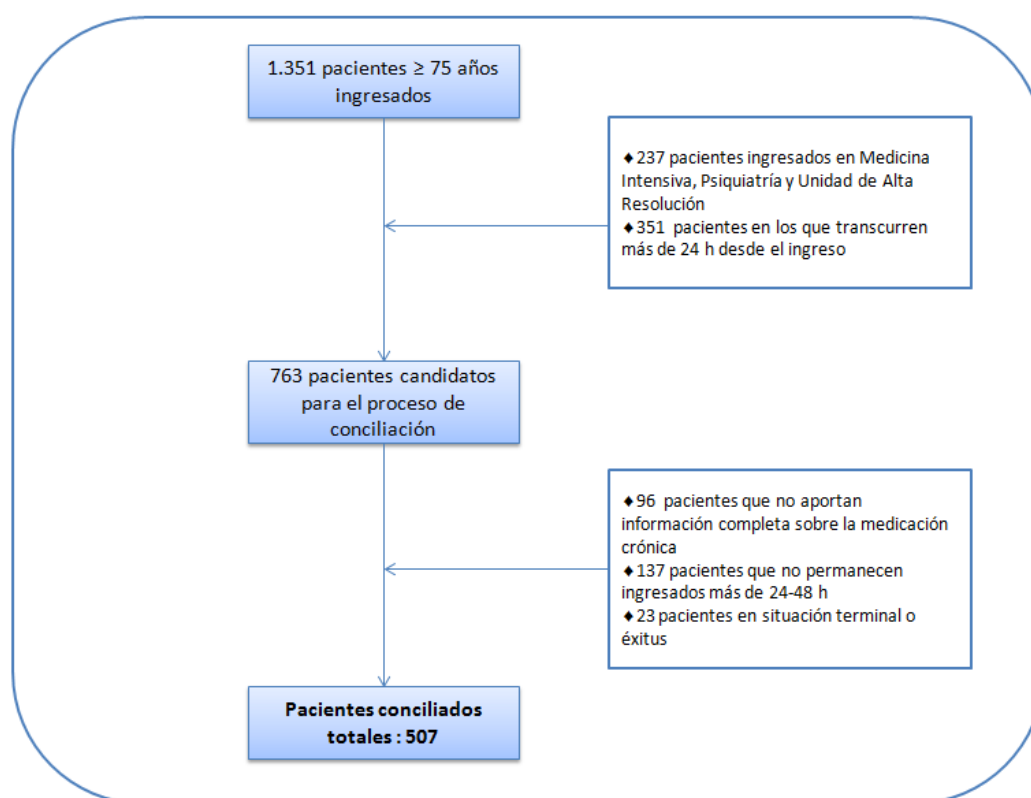 1.351 pacientes ≥ 75 años
ingresados
♦237 pacientes ingresados en Medicina
Intensiva, Psiquiatría y Unidad de Alta
Resolución
♦351 pacientes en los que transcurren
más de 24 h desde el ingreso
763 pacientes candidatos
para el proceso de
conciliación
♦96 pacientes que no aportan
información completa sobre la medicación
crónica
♦137 pacientes que no permanecen
ingresados más de 24-48 h
♦23 pacientes en situación terminal o
éxitus
Pacientes conciliados
totales : 507